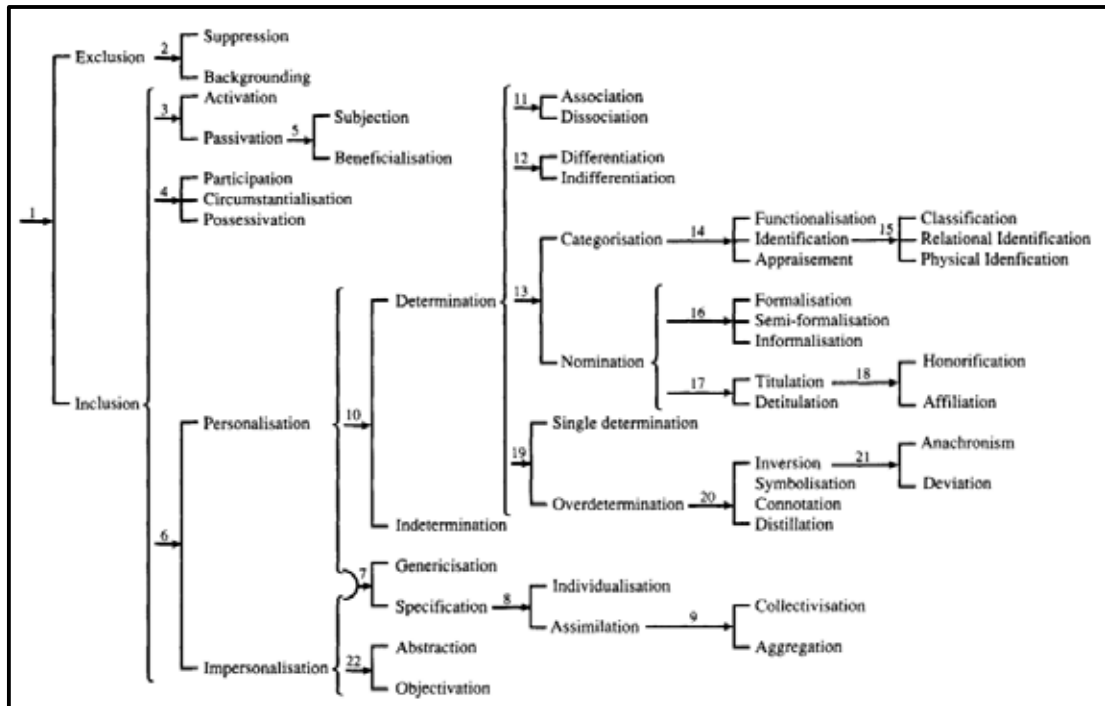 1
Exclusion
2
Suppression
Backgrounding
Inclusion
3
Activation
Passivation
5
Subjection
Beneficialisation
4
Participation
Circumstantialisation
Possessivation
6
Personalisation
10
Determination
11
Association
Dissociation
12
Differentiation
Indifferentiation
13
Categorisation
14
Functionalisation
Identification
15
Classification
Relational Identification
Physical Idenfication
Appraisement
Nomination
16
Formalisation
Semi-formalisation
Informalisation
17
Titulation
18
Honorification
Affiliation
Detitulation
19
Single determination
Overdetermination
20
Inversion
21
Anachronism
Deviation
Symbolisation
Connotation
Distillation
Indetermination
7
Genericisation
Specification
8
Individualisation
Assimilation
9
Collectivisation
Aggregation
Impersonalisation
22
Abstraction
Objectivation